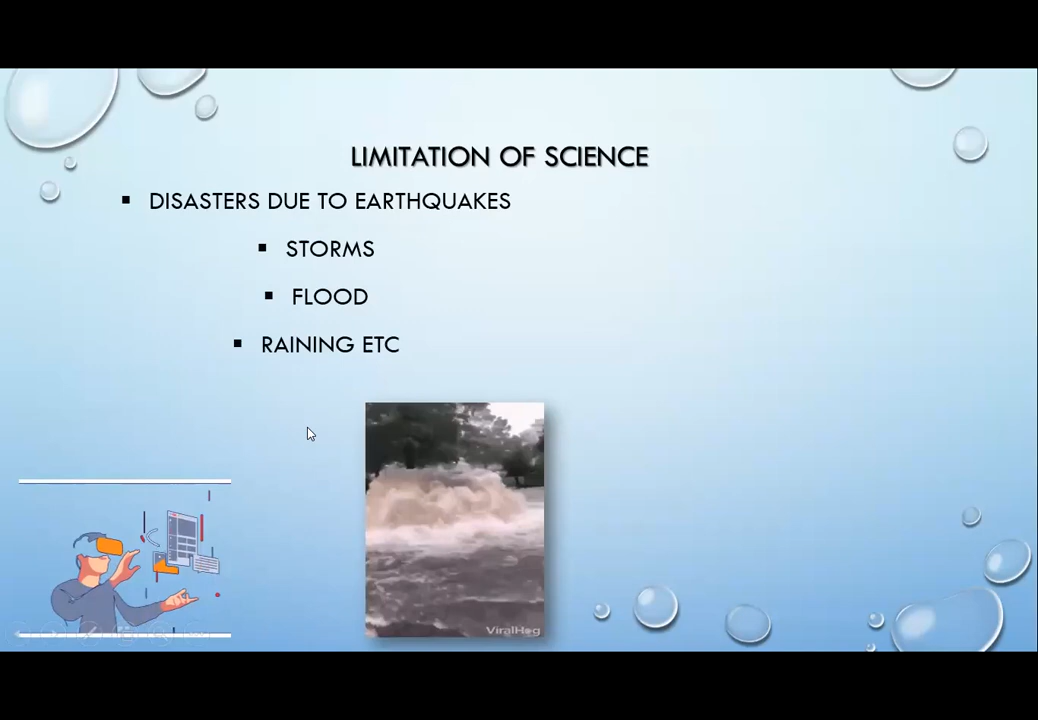 LIMITATION OF SCIENCE
▪ DISASTERS DUE TO EARTHQUAKES
▪ STORMS
▪ FLOOD
▪ RAINING ETC
ViralHog